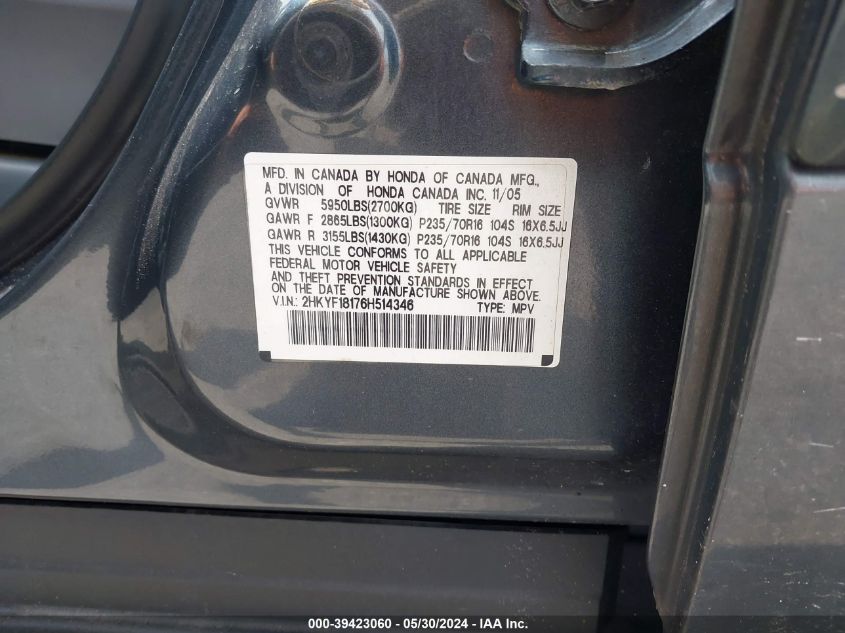 MFD. IN CANADA BY HONDA OF CANADA MFG.,
A DIVISION OF HONDA CANADA INC. 11/05
GVWR 5950LBS(2700KG) TIRE SIZE RIM SIZE
GAWR F 2865LBS(1300KG) P235/70R16 104S 16X6.5JJ
GAWR R 3155LBS(1430KG) P235/70R16 104S 16X6.5JJ
THIS VEHICLE CONFORMS TO ALL APPLICABLE
FEDERAL MOTOR VEHICLE SAFETY
AND THEFT PREVENTION STANDARDS IN EFFECT
ON THE DATE OF MANUFACTURE SHOWN ABOVE.
V.I.N.: 2HKYF18176H514346 TYPE: MPV
000-39423060 - 05/30/2024 - IAA Inc.